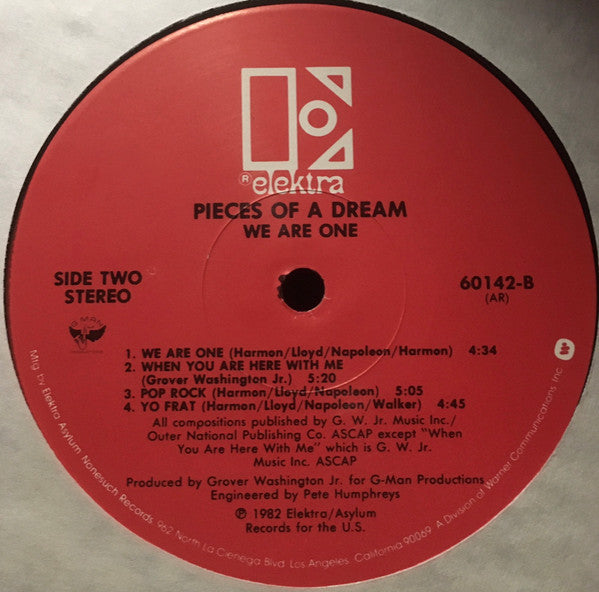 ® elektra
PIECES OF A DREAM
WE ARE ONE
SIDE TWO
STEREO
60142-B
(AR)
G-MAN
1. WE ARE ONE (Harmon/Lloyd/Napoleon/Harmon) 4:34
2. WHEN YOU ARE HERE WITH ME
(Grover Washington Jr.) 5:20
3. POP ROCK (Harmon/Lloyd/Napoleon) 5:05
4. YO FRAT (Harmon/Lloyd/Napoleon/Walker) 4:45
All compositions published by G. W. Jr. Music Inc./
Outer National Publishing Co. ASCAP except "When
You Are Here With Me" which is G. W. Jr.
Music Inc. ASCAP
Produced by Grover Washington Jr. for G-Man Productions
Engineered by Pete Humphreys
℗ 1982 Elektra/Asylum
Records for the U.S.
Mfg. by Elektra Asylum Nonesuch Records, 962 North La Cienega Blvd. Los Angeles, California 90069. A Division of Warner Communications Inc.